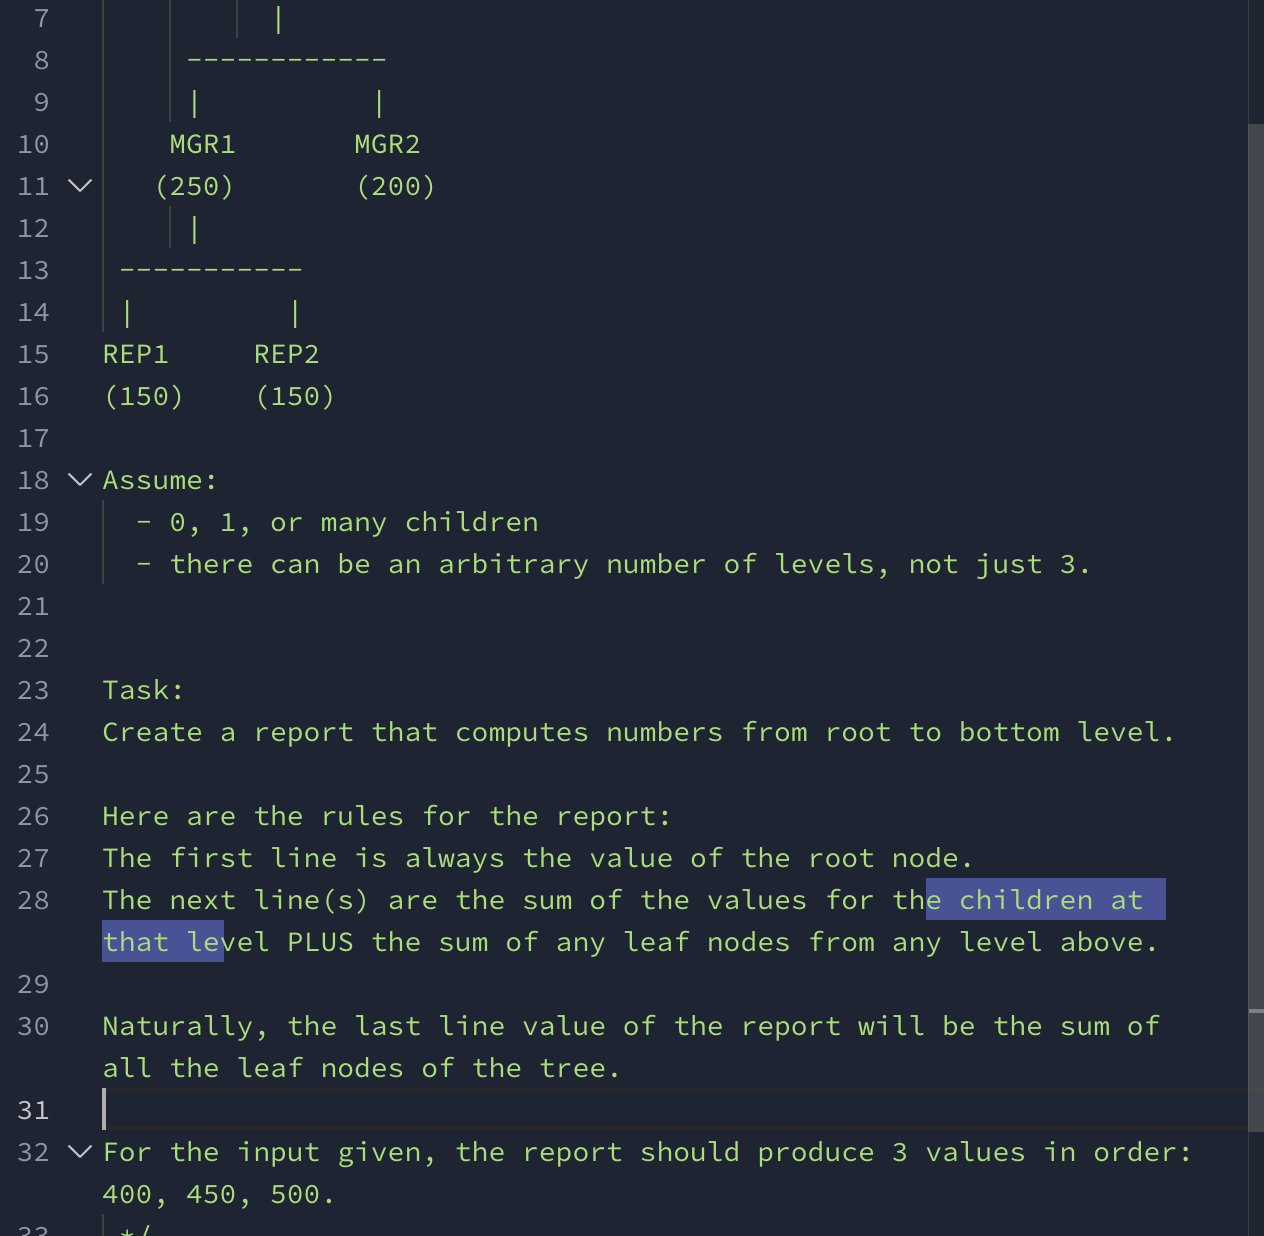 7 |
8 ------------
9 | |
10 MGR1 MGR2
11 (250) (200)
12 |
13 -----------
14 | |
15 REP1 REP2
16 (150) (150)
17
18 Assume:
19 - 0, 1, or many children
20 - there can be an arbitrary number of levels, not just 3.
21
22
23 Task:
24 Create a report that computes numbers from root to bottom level.
25
26 Here are the rules for the report:
27 The first line is always the value of the root node.
28 The next line(s) are the sum of the values for the children at
that level PLUS the sum of any leaf nodes from any level above.
29
30 Naturally, the last line value of the report will be the sum of
all the leaf nodes of the tree.
31
32 For the input given, the report should produce 3 values in order:
400, 450, 500.
33 */